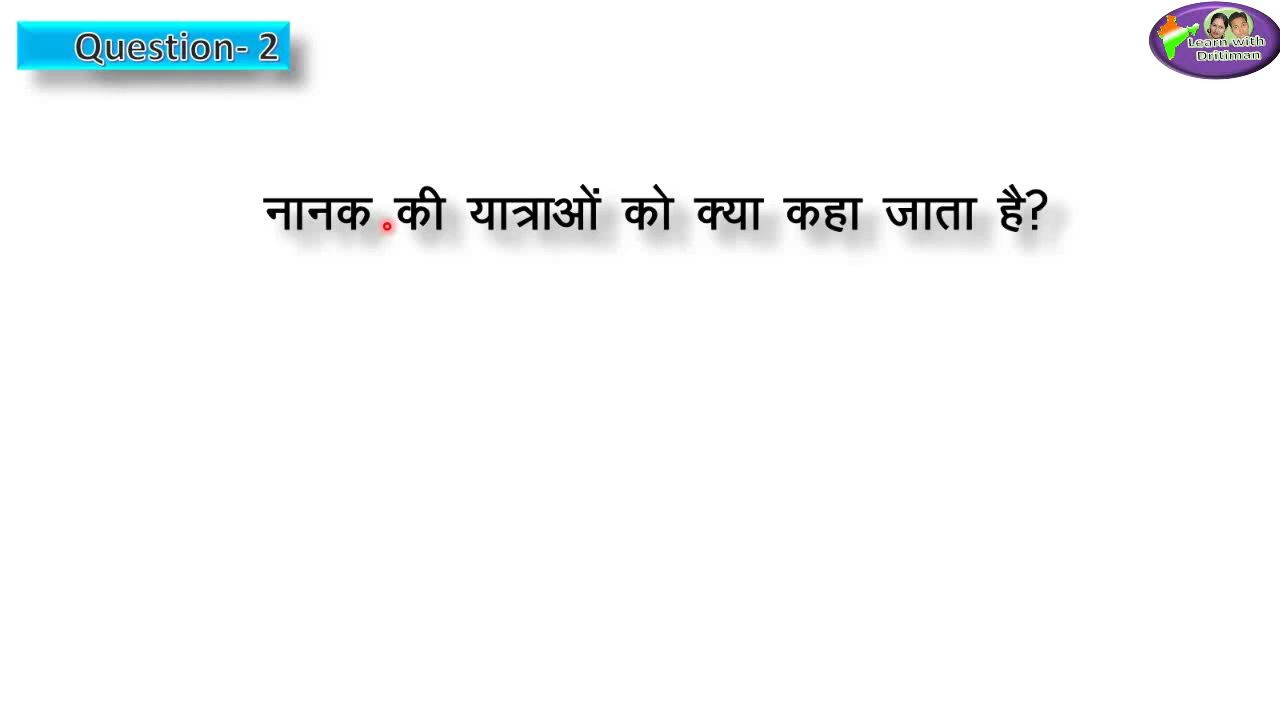 Question- 2
Learn with
Dritiman
नानक की यात्राओं को क्या कहा जाता है?